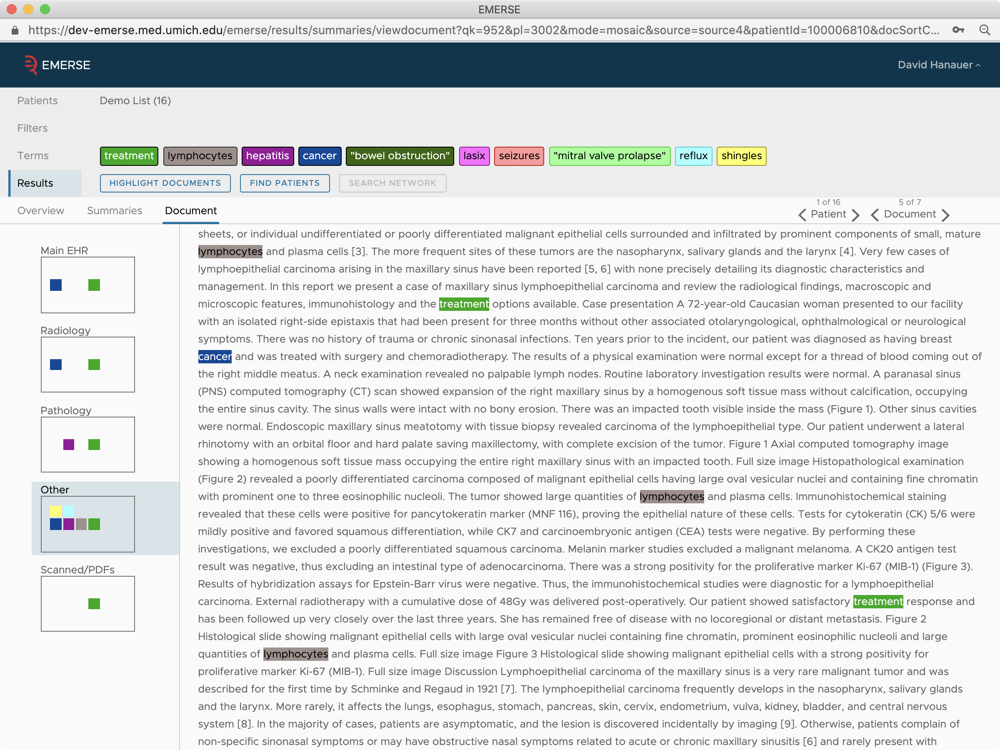 EMERSE
https://dev-emerse.med.umich.edu/emerse/results/summaries/viewdocument?qk=952&pl=3002&mode=mosaic&source=source4&patientId=100006810&docSortC...
EMERSE
David Hanauer
Patients
Demo List (16)
Filters
Terms
treatment lymphocytes hepatitis cancer "bowel obstruction" lasix seizures "mitral valve prolapse" reflux shingles
Results
HIGHLIGHT DOCUMENTS FIND PATIENTS SEARCH NETWORK
Overview Summaries Document
1 of 16
Patient
5 of 7
Document
Main EHR
Radiology
Pathology
Other
Scanned/PDFs
sheets, or individual undifferentiated or poorly differentiated malignant epithelial cells surrounded and infiltrated by prominent components of small, mature
lymphocytes and plasma cells [3]. The more frequent sites of these tumors are the nasopharynx, salivary glands and the larynx [4]. Very few cases of
lymphoepithelial carcinoma arising in the maxillary sinus have been reported [5, 6] with none precisely detailing its diagnostic characteristics and
management. In this report we present a case of maxillary sinus lymphoepithelial carcinoma and review the radiological findings, macroscopic and
microscopic features, immunohistology and the treatment options available. Case presentation A 72-year-old Caucasian woman presented to our facility
with an isolated right-side epistaxis that had been present for three months without other associated otolaryngological, ophthalmological or neurological
symptoms. There was no history of trauma or chronic sinonasal infections. Ten years prior to the incident, our patient was diagnosed as having breast
cancer and was treated with surgery and chemoradiotherapy. The results of a physical examination were normal except for a thread of blood coming out of
the right middle meatus. A neck examination revealed no palpable lymph nodes. Routine laboratory investigation results were normal. A paranasal sinus
(PNS) computed tomography (CT) scan showed expansion of the right maxillary sinus by a homogenous soft tissue mass without calcification, occupying
the entire sinus cavity. The sinus walls were intact with no bony erosion. There was an impacted tooth visible inside the mass (Figure 1). Other sinus cavities
were normal. Endoscopic maxillary sinus meatotomy with tissue biopsy revealed carcinoma of the lymphoepithelial type. Our patient underwent a lateral
rhinotomy with an orbital floor and hard palate saving maxillectomy, with complete excision of the tumor. Figure 1 Axial computed tomography image
showing a homogenous soft tissue mass occupying the entire right maxillary sinus with an impacted tooth. Full size image Histopathological examination
(Figure 2) revealed a poorly differentiated carcinoma composed of malignant epithelial cells having large oval vesicular nuclei and containing fine chromatin
with prominent one to three eosinophilic nucleoli. The tumor showed large quantities of lymphocytes and plasma cells. Immunohistochemical staining
revealed that these cells were positive for pancytokeratin marker (MNF 116), proving the epithelial nature of these cells. Tests for cytokeratin (CK) 5/6 were
mildly positive and favored squamous differentiation, while CK7 and carcinoembryonic antigen (CEA) tests were negative. By performing these
investigations, we excluded a poorly differentiated squamous carcinoma. Melanin marker studies excluded a malignant melanoma. A CK20 antigen test
result was negative, thus excluding an intestinal type of adenocarcinoma. There was a strong positivity for the proliferative marker Ki-67 (MIB-1) (Figure 3).
Results of hybridization assays for Epstein-Barr virus were negative. Thus, the immunohistochemical studies were diagnostic for a lymphoepithelial
carcinoma. External radiotherapy with a cumulative dose of 48Gy was delivered post-operatively. Our patient showed satisfactory treatment response and
has been followed up very closely over the last three years. She has remained free of disease with no locoregional or distant metastasis. Figure 2
Histological slide showing malignant epithelial cells with large oval vesicular nuclei containing fine chromatin, prominent eosinophilic nucleoli and large
quantities of lymphocytes and plasma cells. Full size image Figure 3 Histological slide showing malignant epithelial cells with a strong positivity for
proliferative marker Ki-67 (MIB-1). Full size image Discussion Lymphoepithelial carcinoma of the maxillary sinus is a very rare malignant tumor and was
described for the first time by Schminke and Regaud in 1921 [7]. The lymphoepithelial carcinoma frequently develops in the nasopharynx, salivary glands
and the larynx. More rarely, it affects the lungs, esophagus, stomach, pancreas, skin, cervix, endometrium, vulva, kidney, bladder, and central nervous
system [8]. In the majority of cases, patients are asymptomatic, and the lesion is discovered incidentally by imaging [9]. Otherwise, patients complain of
non-specific sinonasal symptoms or may have obstructive nasal symptoms related to acute or chronic maxillary sinusitis [6] and rarely present with